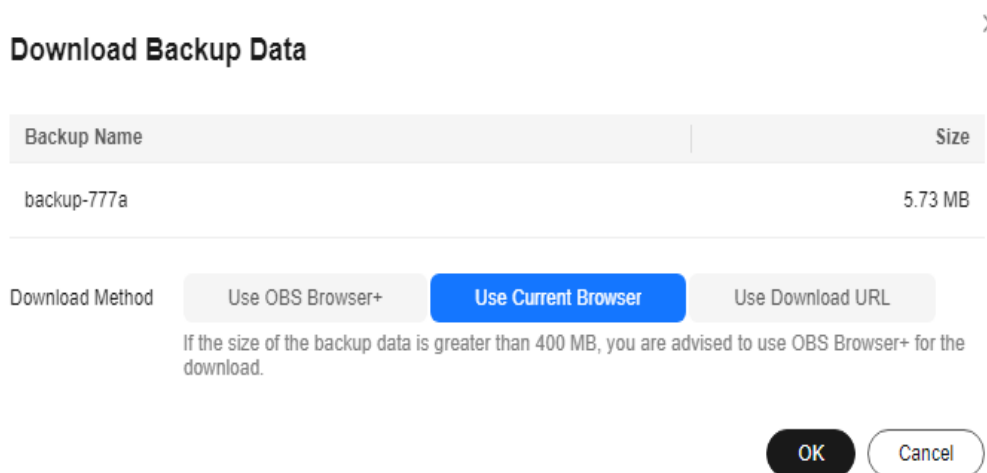 Download Backup Data
Backup Name Size
backup-777a 5.73 MB
Download Method Use OBS Browser+ Use Current Browser Use Download URL
If the size of the backup data is greater than 400 MB, you are advised to use OBS Browser+ for the
download.
OK Cancel